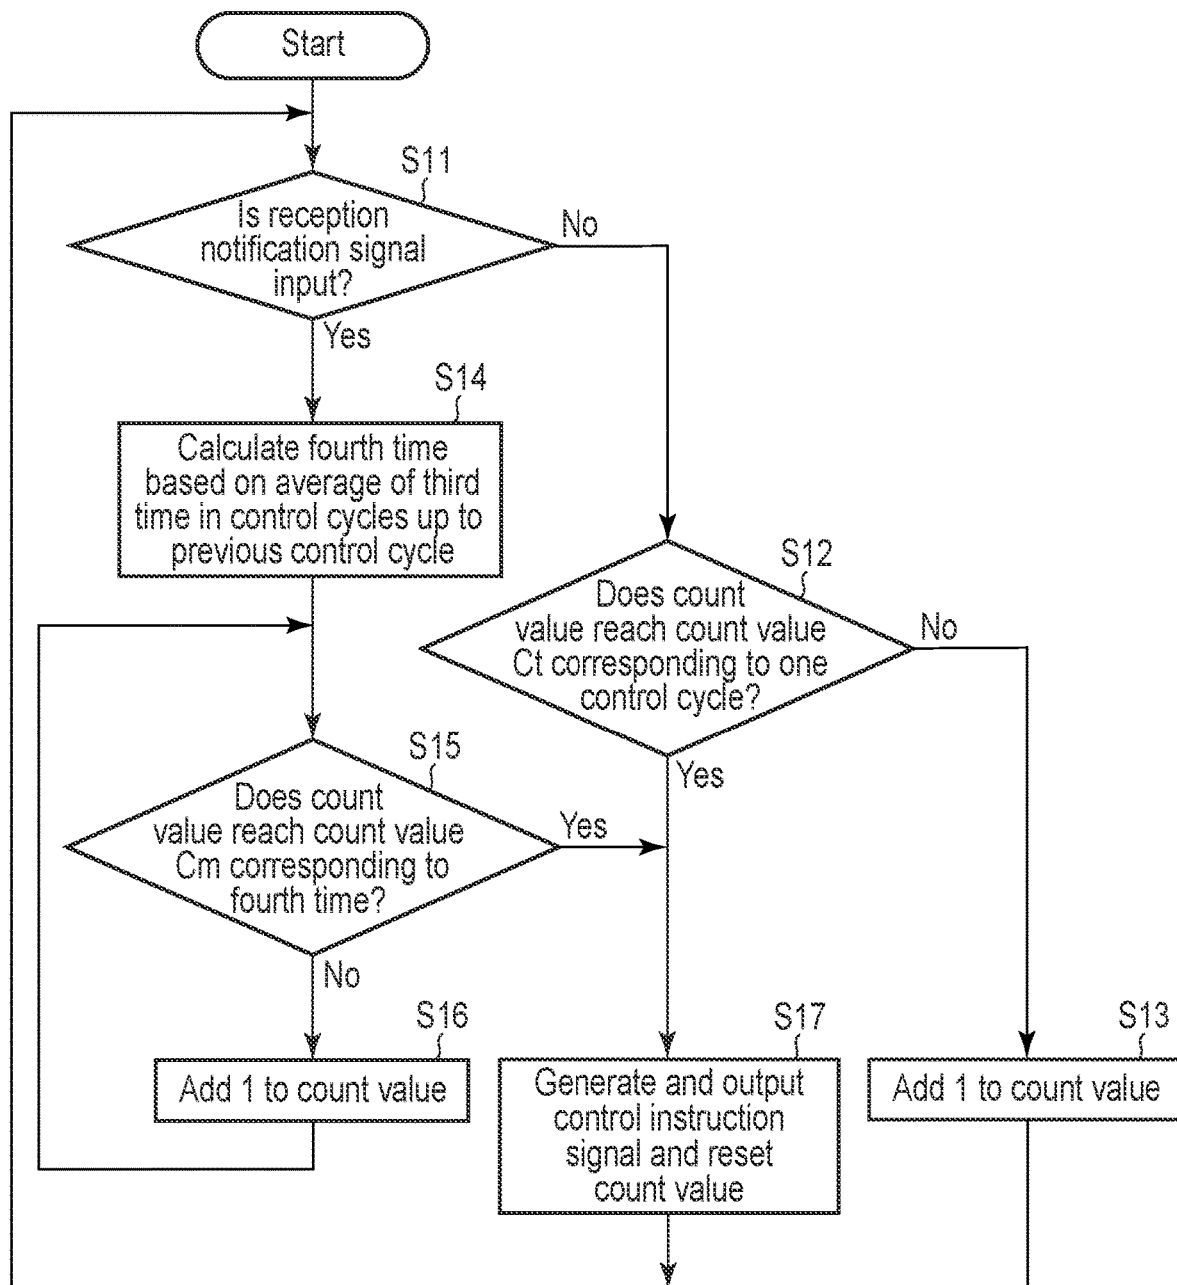 Start
S11
Is reception
notification signal
input?
No
Yes
S14
Calculate fourth time
based on average of third
time in control cycles up to
previous control cycle
S12
Does count
value reach count value
Ct corresponding to one
control cycle?
No
Yes
S15
Does count
value reach count value
Cm corresponding to
fourth time?
Yes
No
S16
Add 1 to count value
S17
Generate and output
control instruction
signal and reset
count value
S13
Add 1 to count value